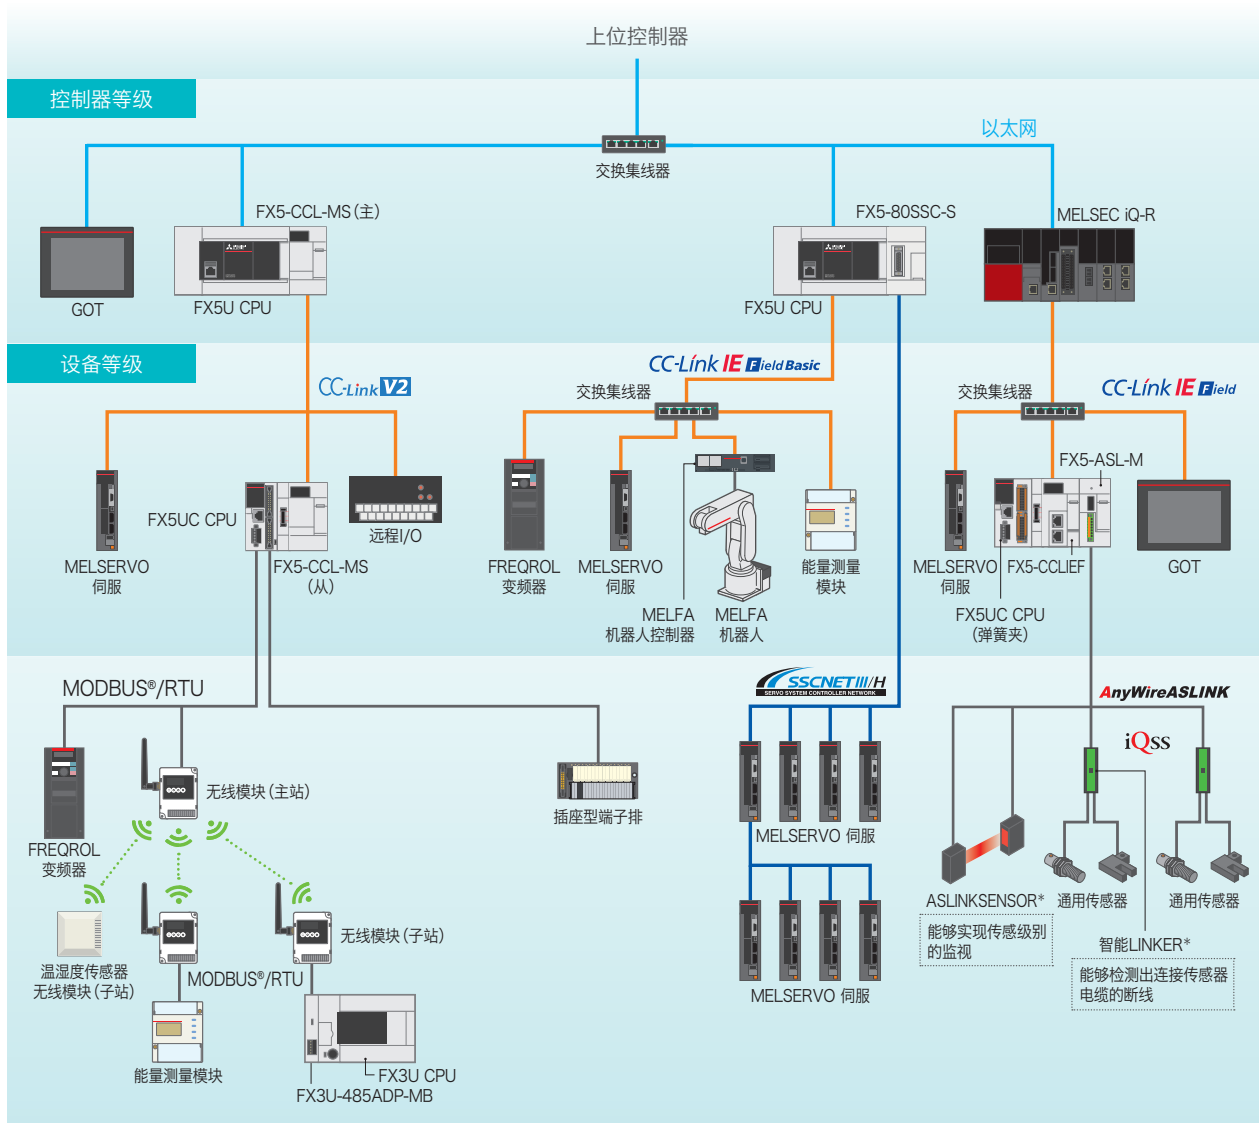 上位控制器
控制器等级
以太网
交换集线器
FX5-CCL-MS（主）
FX5-80SSC-S
MELSEC iQ-R
GOT
FX5U CPU
FX5U CPU
设备等级
CC-Link V2
CC-Link IE Field Basic
CC-Link IE Field
交换集线器
交换集线器
FX5-ASL-M
FX5UC CPU
远程I/O
MELSERVO
伺服
FX5-CCL-MS
（从）
FREQROL
变频器
MELSERVO
伺服
能量测量
模块
MELSERVO
伺服
FX5-CCLIEF
GOT
MELFA
机器人控制器
MELFA
机器人
FX5UC CPU
（弹簧夹）
MODBUS®/RTU
SSCNETIII/H
SERVO SYSTEM CONTROLLER NETWORK
AnyWireASLINK
iQss
无线模块（主站）
插座型端子排
MELSERVO 伺服
FREQROL
变频器
ASLINKSENSOR*
通用传感器
通用传感器
能够实现传感级别
的监视
智能LINKER*
能够检测出连接传感器
电缆的断线
无线模块（子站）
温湿度传感器
无线模块（子站）
MODBUS®/RTU
MELSERVO 伺服
能量测量模块
FX3U CPU
FX3U-485ADP-MB